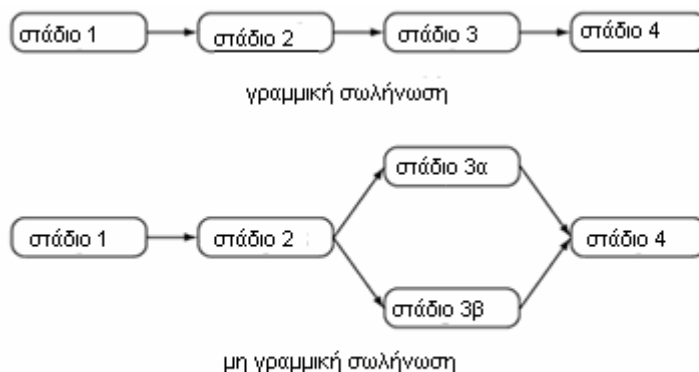 στάδιο 1 στάδιο 2 στάδιο 3 στάδιο 4
γραμμική σωλήνωση
στάδιο 3α
στάδιο 1 στάδιο 2 στάδιο 4
στάδιο 3β
μη γραμμική σωλήνωση